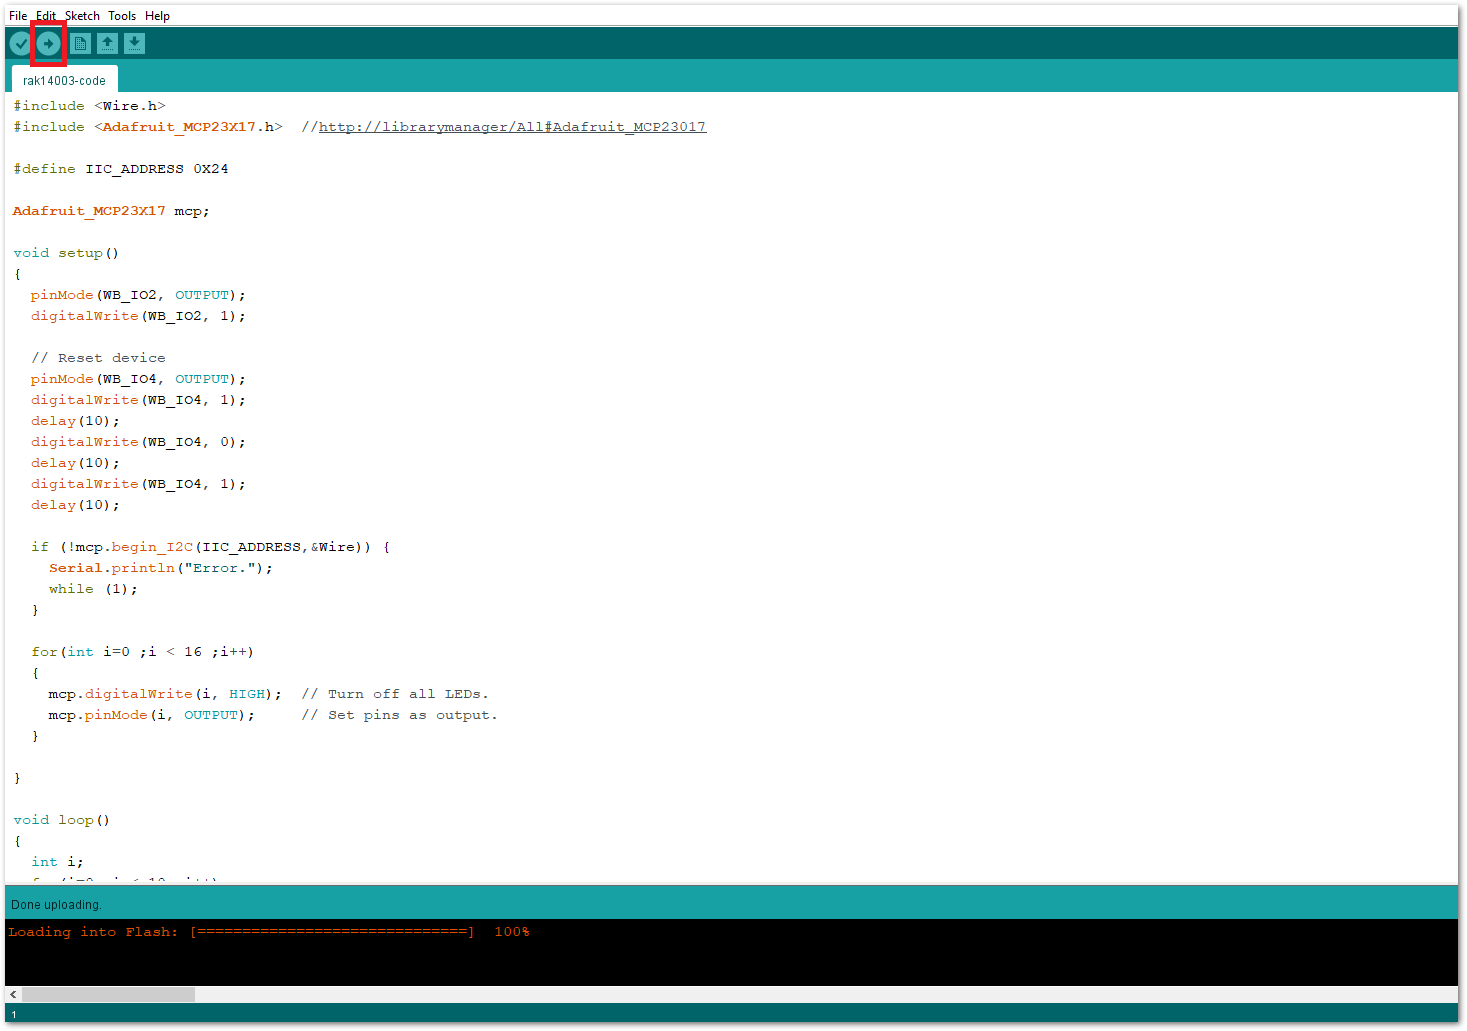 File Edit Sketch Tools Help
rak14003-code
#include <Wire.h>
#include <Adafruit_MCP23X17.h>  //http://librarymanager/All#Adafruit_MCP23017
#define IIC_ADDRESS 0X24
Adafruit_MCP23X17 mcp;
void setup()
{
  pinMode(WB_IO2, OUTPUT);
  digitalWrite(WB_IO2, 1);
  // Reset device
  pinMode(WB_IO4, OUTPUT);
  digitalWrite(WB_IO4, 1);
  delay(10);
  digitalWrite(WB_IO4, 0);
  delay(10);
  digitalWrite(WB_IO4, 1);
  delay(10);
  if (!mcp.begin_I2C(IIC_ADDRESS,&Wire)) {
    Serial.println("Error.");
    while (1);
  }
  for(int i=0 ;i < 16 ;i++)
  {
    mcp.digitalWrite(i, HIGH);  // Turn off all LEDs.
    mcp.pinMode(i, OUTPUT);     // Set pins as output.
  }
}
void loop()
{
  int i;
Done uploading.
Loading into Flash: [==============================]  100%
1